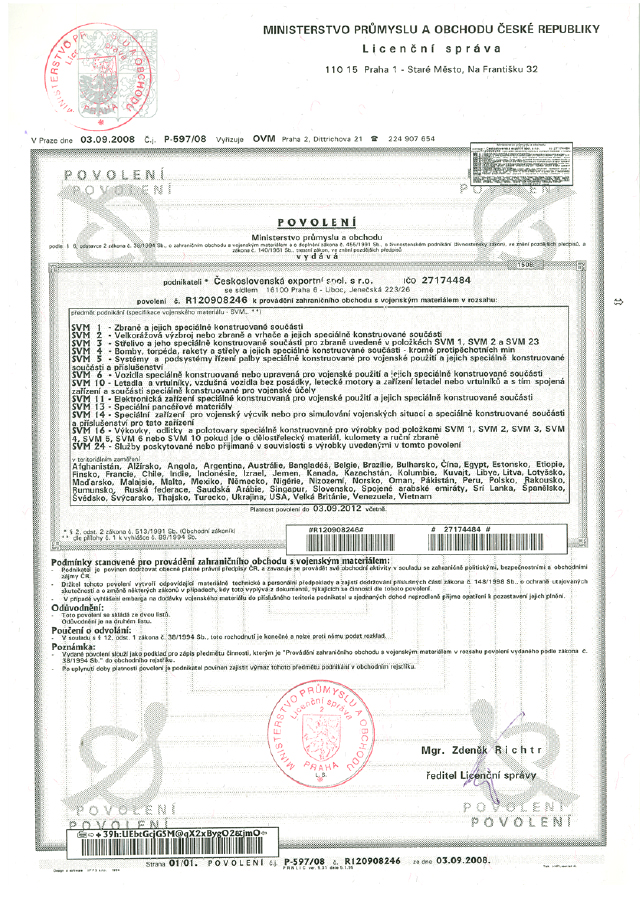 MINISTERSTVO PRŮMYSLU A OBCHODU ČESKÉ REPUBLIKY
Licenční správa
110 15 Praha 1 - Staré Město, Na Františku 32
MINISTERSTVO PRŮMYSLU A OBCHODU
Licenční správa
PRAHA
V Praze dne 03.09.2008 Č.j. P-597/08 Vyřizuje OVM Praha 2, Dittrichova 21 ☎ 224 907 654
POVOLENÍ
POVOLENÍ
POVOLENÍ
Ministerstvo průmyslu a obchodu
podle § 6, odstavce 2 zákona č. 38/1994 Sb., o zahraničním obchodu s vojenským materiálem a o doplnění zákona č. 455/1991 Sb., o živnostenském podnikání (živnostenský zákon), ve znění pozdějších předpisů, a
zákona č. 140/1961 Sb., trestní zákon, ve znění pozdějších předpisů
vydává
podnikateli * Československá exportní spol. s r.o. IČO 27174484
se sídlem 16100 Praha 6 - Liboc, Jenečská 223/26
povolení č. R120908246 k provádění zahraničního obchodu s vojenským materiálem v rozsahu:
předmět podnikání (specifikace vojenského materiálu - SVM.. **)
SVM 1 - Zbraně a jejich speciálně konstruované součásti
SVM 2 - Velkorážová výzbroj nebo zbraně a vrhače a jejich speciálně konstruované součásti
SVM 3 - Střelivo a jeho speciálně konstruované součásti pro zbraně uvedené v položkách SVM 1, SVM 2 a SVM 23
SVM 4 - Bomby, torpéda, rakety a střely a jejich speciálně konstruované součásti - kromě protipěchotních min
SVM 5 - Systémy a podsystémy řízení palby speciálně konstruované pro vojenské použití a jejich speciálně konstruované
součásti a příslušenství
SVM 6 - Vozidla speciálně konstruovaná nebo upravená pro vojenské použití a jejich speciálně konstruované součásti
SVM 10 - Letadla a vrtulníky, vzdušná vozidla bez posádky, letecké motory a zařízení letadel nebo vrtulníků a s tím spojená
zařízení a součásti speciálně konstruované pro vojenské účely
SVM 11 - Elektronická zařízení speciálně konstruovaná pro vojenské použití a jejich speciálně konstruované součásti
SVM 13 - Speciální pancéřové materiály
SVM 14 - Speciální zařízení pro vojenský výcvik nebo pro simulování vojenských situací a speciálně konstruované součásti
a příslušenství pro tato zařízení
SVM 16 - Výkovky, odlitky a polotovary speciálně konstruované pro výrobky pod položkami SVM 1, SVM 2, SVM 3, SVM
4, SVM 5, SVM 6 nebo SVM 10 pokud jde o dělostřelecký materiál, kulomety a ruční zbraně
SVM 24 - Služby poskytované nebo přijímané v souvislosti s výrobky uvedenými v tomto povolení
v teritoriálním zaměření
Afghánistan, Alžírsko, Angola, Argentina, Austrálie, Bangladéš, Belgie, Brazílie, Bulharsko, Čína, Egypt, Estonsko, Etiopie,
Finsko, Francie, Chile, Indie, Indonésie, Izrael, Jemen, Kanada, Kazachstán, Kolumbie, Kuvajt, Libye, Litva, Lotyšsko,
Maďarsko, Malajsie, Malta, Mexiko, Německo, Nigérie, Nizozemí, Norsko, Oman, Pákistán, Peru, Polsko, Rakousko,
Rumunsko, Ruská federace, Saudská Arábie, Singapur, Slovensko, Spojené arabské emiráty, Srí Lanka, Španělsko,
Švédsko, Švýcarsko, Thajsko, Turecko, Ukrajina, USA, Velká Británie, Venezuela, Vietnam
Platnost povolení do 03.09.2012 včetně.
* § 2, odst. 2 zákona č. 513/1991 Sb. (Obchodní zákoník)
** dle přílohy č. 1 k vyhlášce č. 89/1994 Sb.
#R120908246#
# 27174484 #
Podmínky stanovené pro provádění zahraničního obchodu s vojenským materiálem:
- Podnikatel je povinen dodržovat obecně platné právní předpisy ČR, a zavazuje se provádět své obchodní aktivity v souladu se zahraničně politickými, bezpečnostními a obchodními
zájmy ČR.
- Držitel tohoto povolení vytvoří odpovídající materiálně technické a personální předpoklady a zajistí dodržování příslušných částí zákona č. 148/1998 Sb., o ochraně utajovaných
skutečností a o změně některých zákonů v případech, kdy toto vyplývá z dokumentů, týkajících se činností dle tohoto povolení.
- V případě vyhlášení embarga na dodávky vojenského materiálu do příslušného teritoria podnikatel u sjednaných dohod neprodleně přijme opatření k pozastavení jejich plnění.
Odůvodnění:
- Toto povolení se skládá ze dvou listů.
Odůvodnění je na druhém listu.
Poučení o odvolání:
- V souladu s § 12, odst. 1 zákona č. 38/1994 Sb., toto rozhodnutí je konečné a nelze proti němu podat rozklad.
Poznámka:
- Vydané povolení slouží jako podklad pro zápis předmětu činnosti, kterým je "Provádění zahraničního obchodu s vojenským materiálem v rozsahu povolení vydaného podle zákona č.
38/1994 Sb." do obchodního rejstříku.
Po uplynutí doby platnosti povolení je podnikatel povinen zajistit výmaz tohoto předmětu podnikání v obchodním rejstříku.
MINISTERSTVO PRŮMYSLU A OBCHODU
Licenční správa
2
PRAHA
L.S.
Mgr. Zdeněk Richtr
ředitel Licenční správy
POVOLENÍ
POVOLENÍ
POVOLENÍ
POVOLENÍ
Strana 01/01. POVOLENÍ č.j. P-597/08 č. R120908246 ze dne 03.09.2008.